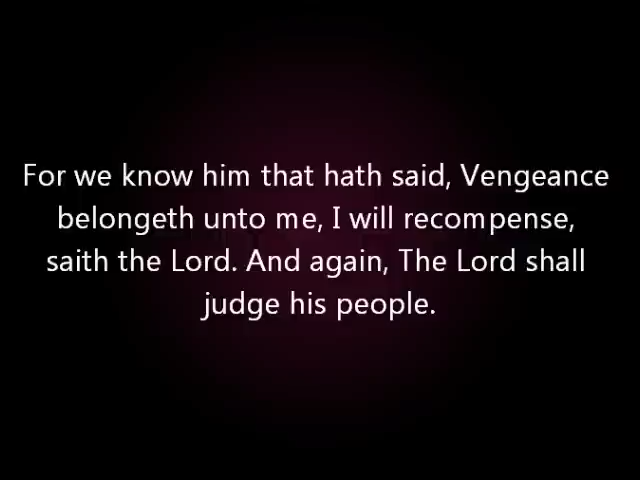 For we know him that hath said, Vengeance
belongeth unto me, I will recompense,
saith the Lord. And again, The Lord shall
judge his people.